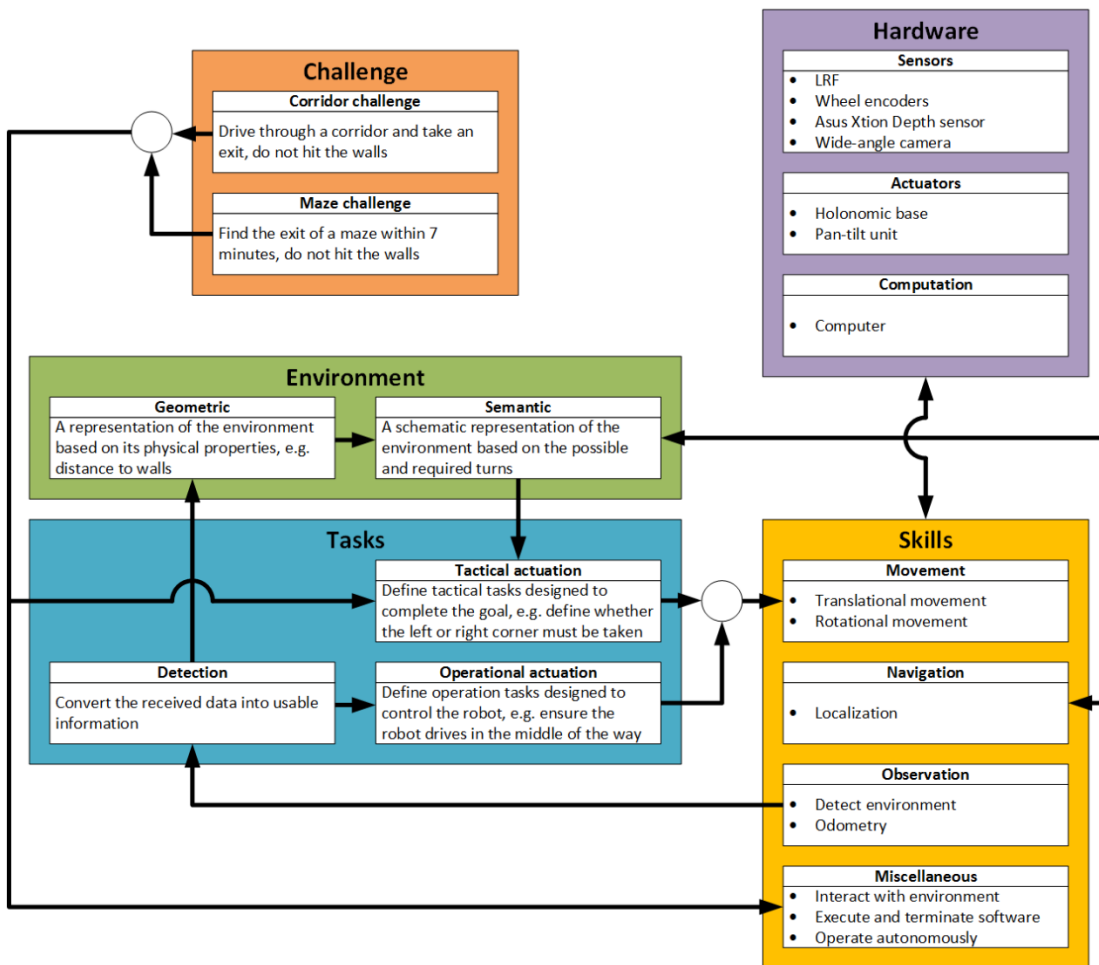 Challenge
Corridor challenge
Drive through a corridor and take an
exit, do not hit the walls
Maze challenge
Find the exit of a maze within 7
minutes, do not hit the walls
Hardware
Sensors
• LRF
• Wheel encoders
• Asus Xtion Depth sensor
• Wide-angle camera
Actuators
• Holonomic base
• Pan-tilt unit
Computation
• Computer
Environment
Geometric
A representation of the environment
based on its physical properties, e.g.
distance to walls
Semantic
A schematic representation of the
environment based on the possible
and required turns
Tasks
Tactical actuation
Define tactical tasks designed to
complete the goal, e.g. define whether
the left or right corner must be taken
Detection
Convert the received data into usable
information
Operational actuation
Define operation tasks designed to
control the robot, e.g. ensure the
robot drives in the middle of the way
Skills
Movement
• Translational movement
• Rotational movement
Navigation
• Localization
Observation
• Detect environment
• Odometry
Miscellaneous
• Interact with environment
• Execute and terminate software
• Operate autonomously